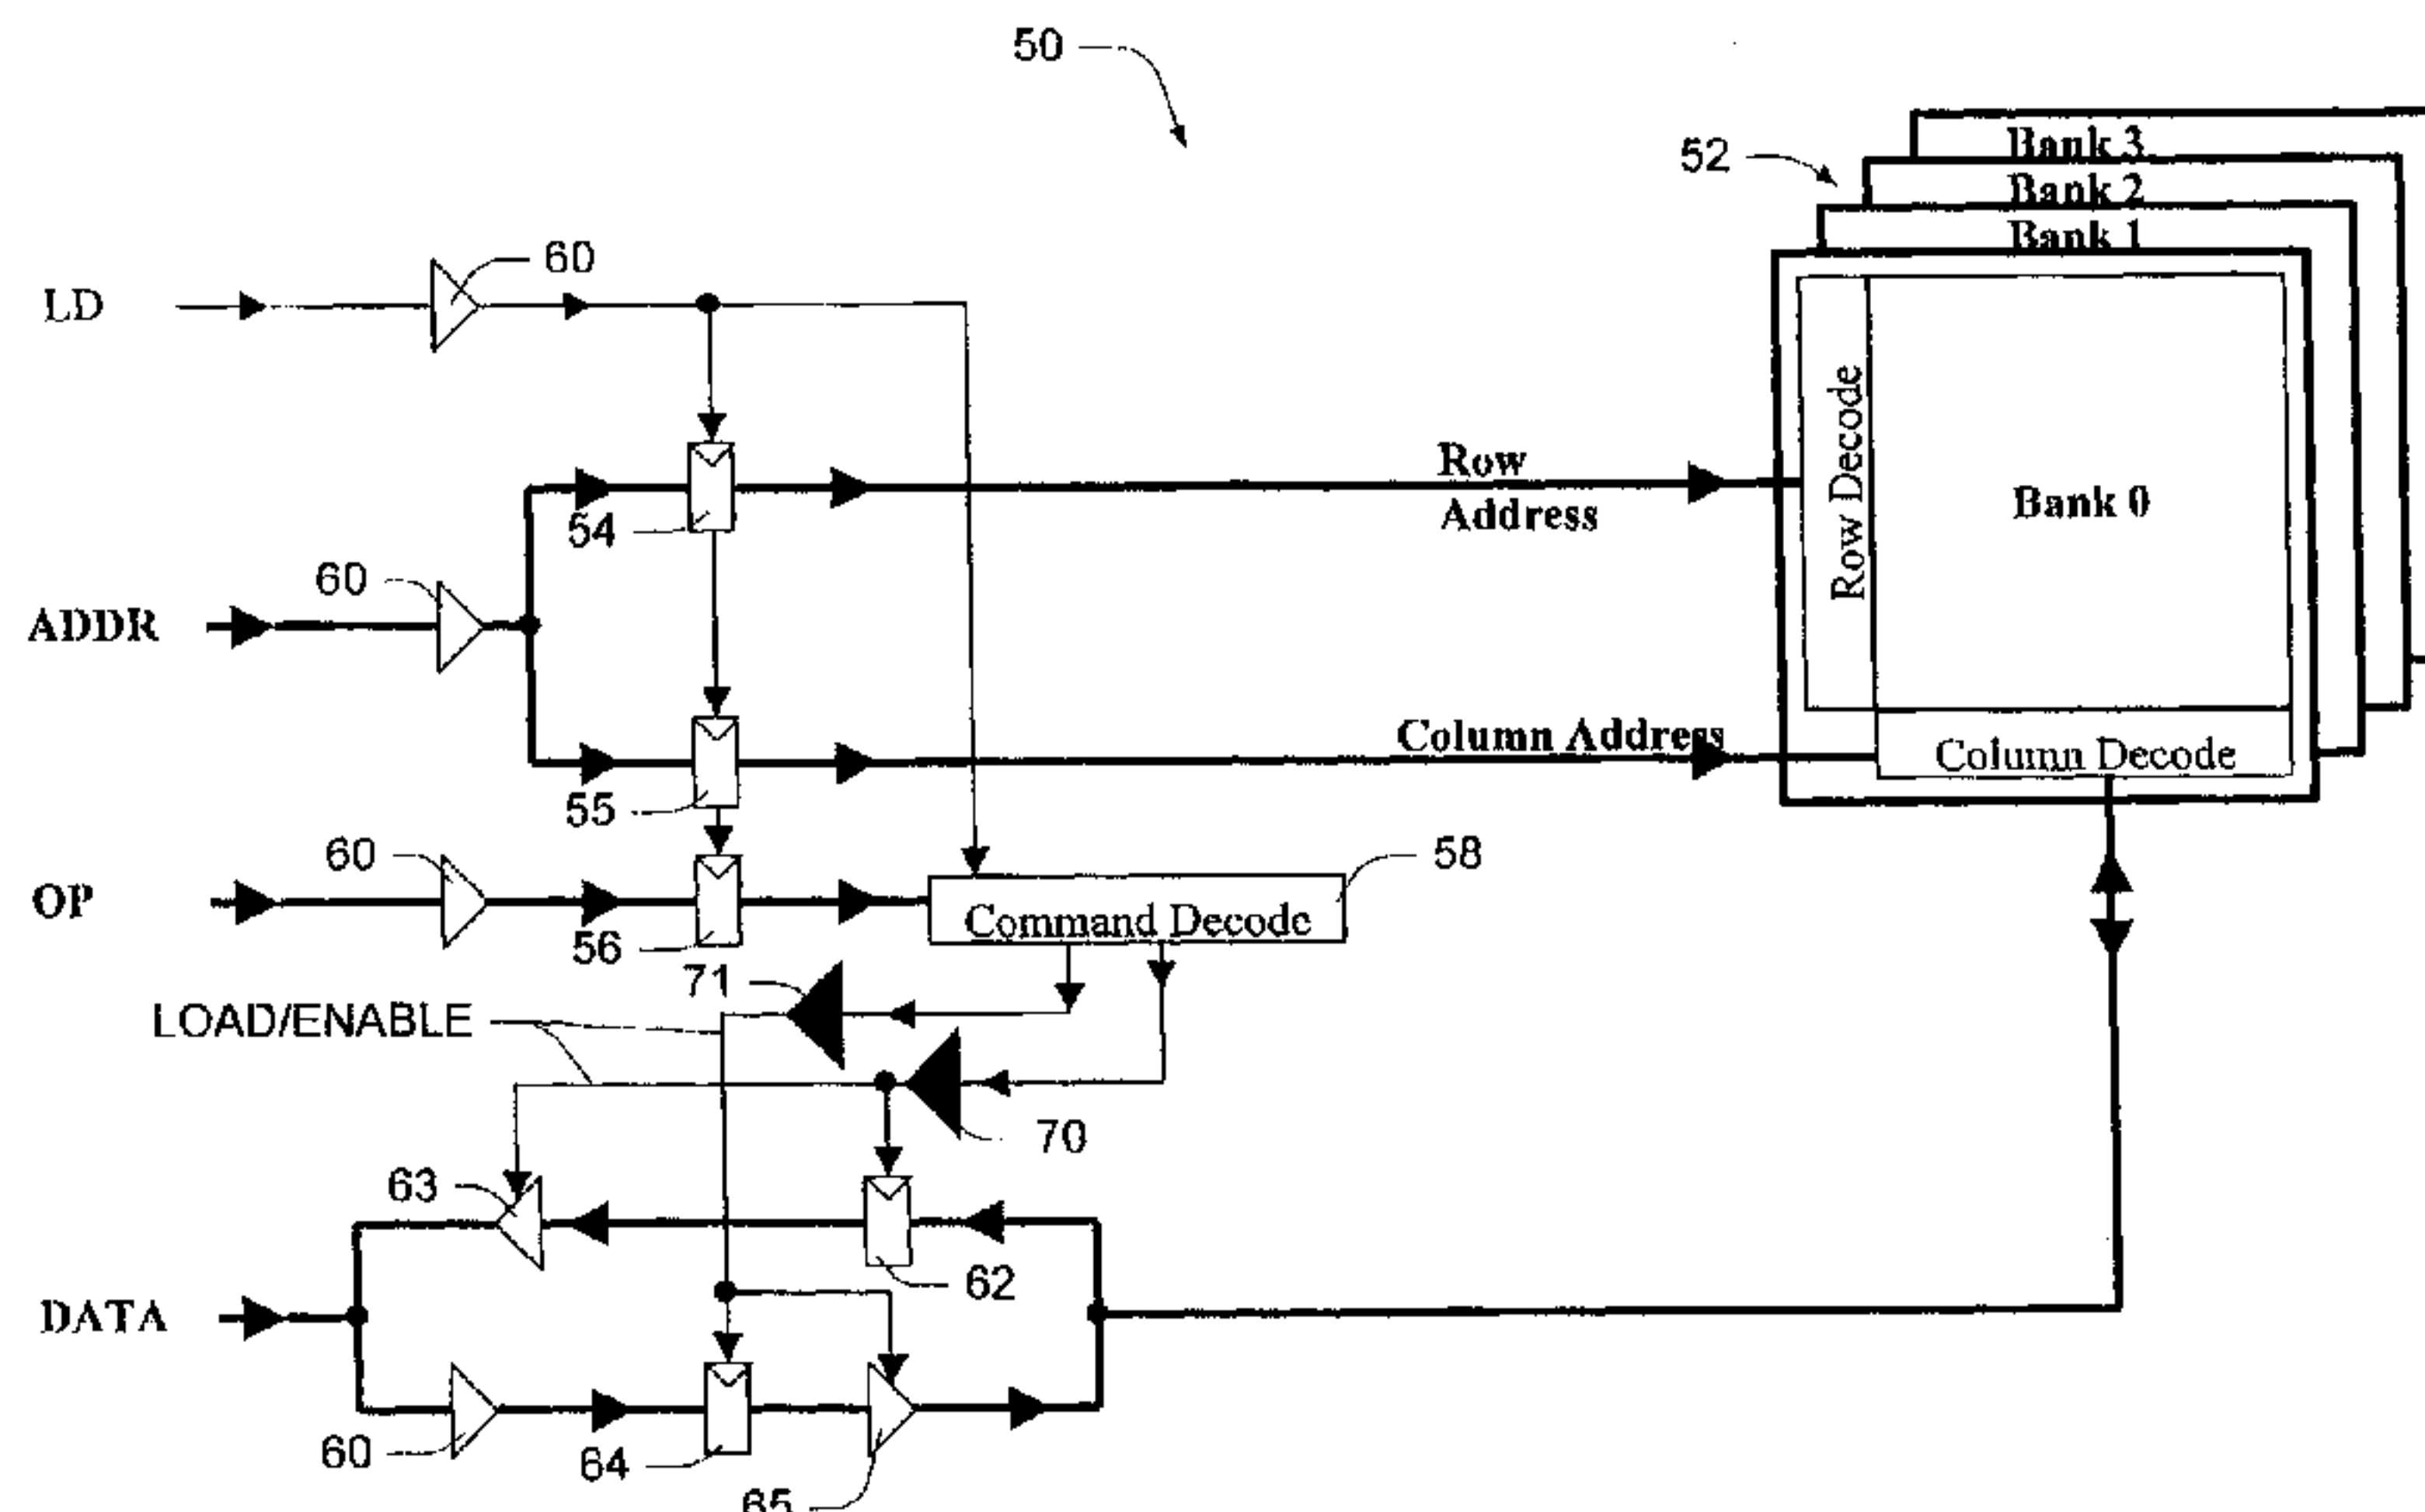 50
52
Bank 3
Bank 2
Bank 1
60
LD
Row Decode
Bank 0
Row
Address
54
60
ADDR
Column Address
Column Decode
55
60
58
OP
Command Decode
56
71
LOAD/ENABLE
70
63
62
DATA
60
64
65